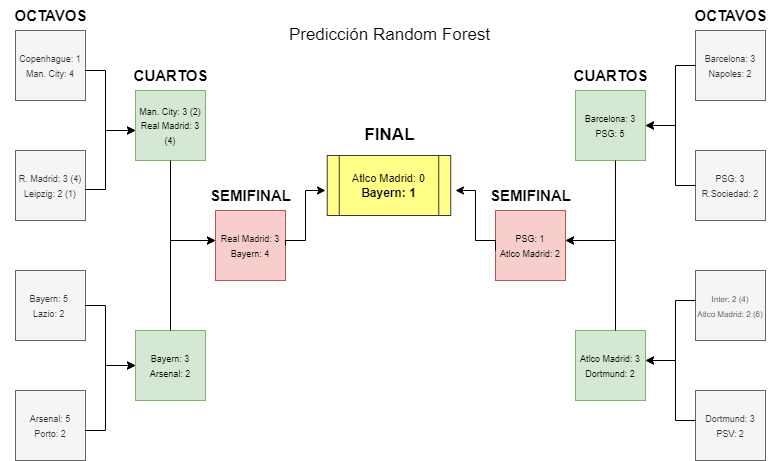 OCTAVOS
Predicción Random Forest
OCTAVOS
Copenhague: 1
Man. City: 4
CUARTOS
Man. City: 3 (2)
Real Madrid: 3
(4)
R. Madrid: 3 (4)
Leipzig: 2 (1)
SEMIFINAL
Real Madrid: 3
Bayern: 4
Bayern: 5
Lazio: 2
Bayern: 3
Arsenal: 2
Arsenal: 5
Porto: 2
FINAL
Atlco Madrid: 0
Bayern: 1
CUARTOS
Barcelona: 3
PSG: 5
Barcelona: 3
Napoles: 2
PSG: 3
R.Sociedad: 2
SEMIFINAL
PSG: 1
Atlco Madrid: 2
Inter: 2 (4)
Atlco Madrid: 2 (6)
Atlco Madrid: 3
Dortmund: 2
Dortmund: 3
PSV: 2